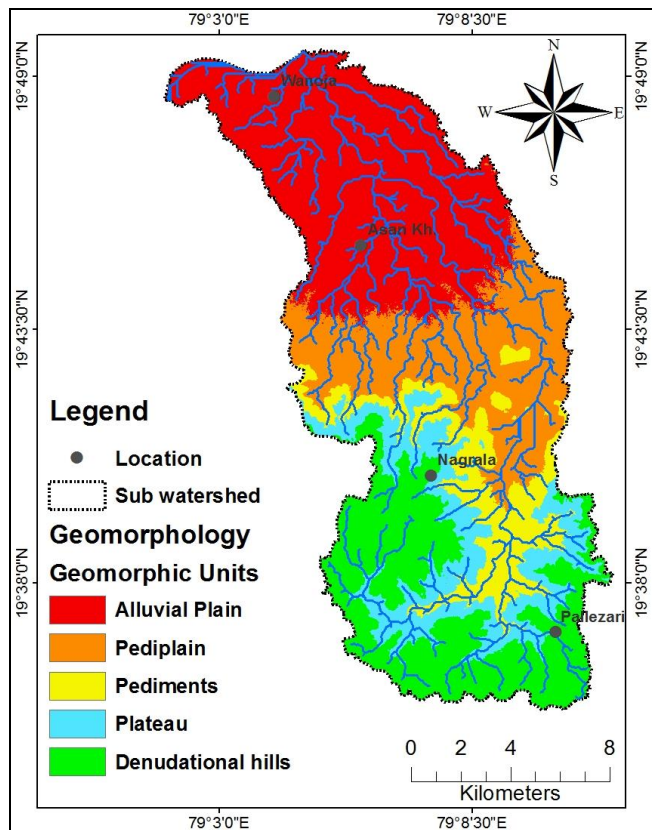 79°3'0"E 79°8'30"E
19°49'0"N 19°49'0"N
N
W E
S
Wanoja
Asan Kh.
19°43'30"N 19°43'30"N
Legend
Location
Sub watershed
Nagrala
Geomorphology
Geomorphic Units
19°38'0"N 19°38'0"N
Alluvial Plain
Pediplain
Pallezari
Pediments
Plateau
Denudational hills
0 2 4 6 8
Kilometers
79°3'0"E 79°8'30"E